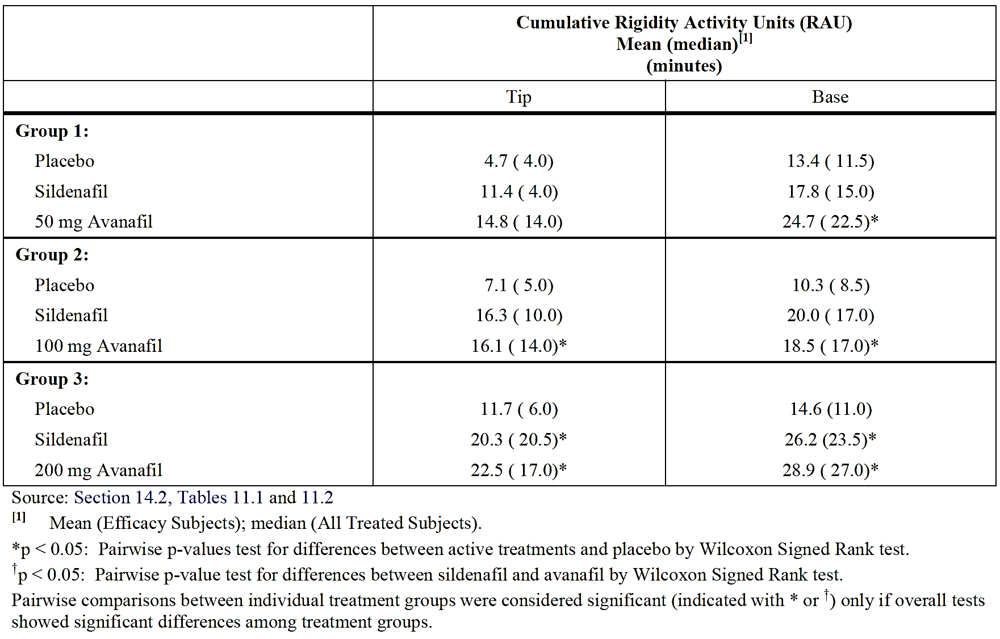 Cumulative Rigidity Activity Units (RAU)
Mean (median)[1]
(minutes)
Tip Base
Group 1:
Placebo 4.7 ( 4.0) 13.4 ( 11.5)
Sildenafil 11.4 ( 4.0) 17.8 ( 15.0)
50 mg Avanafil 14.8 ( 14.0) 24.7 ( 22.5)*
Group 2:
Placebo 7.1 ( 5.0) 10.3 ( 8.5)
Sildenafil 16.3 ( 10.0) 20.0 ( 17.0)
100 mg Avanafil 16.1 ( 14.0)* 18.5 ( 17.0)*
Group 3:
Placebo 11.7 ( 6.0) 14.6 (11.0)
Sildenafil 20.3 ( 20.5)* 26.2 (23.5)*
200 mg Avanafil 22.5 ( 17.0)* 28.9 ( 27.0)*
Source: Section 14.2, Tables 11.1 and 11.2
[1] Mean (Efficacy Subjects); median (All Treated Subjects).
*p < 0.05: Pairwise p-values test for differences between active treatments and placebo by Wilcoxon Signed Rank test.
†p < 0.05: Pairwise p-value test for differences between sildenafil and avanafil by Wilcoxon Signed Rank test.
Pairwise comparisons between individual treatment groups were considered significant (indicated with * or †) only if overall tests
showed significant differences among treatment groups.